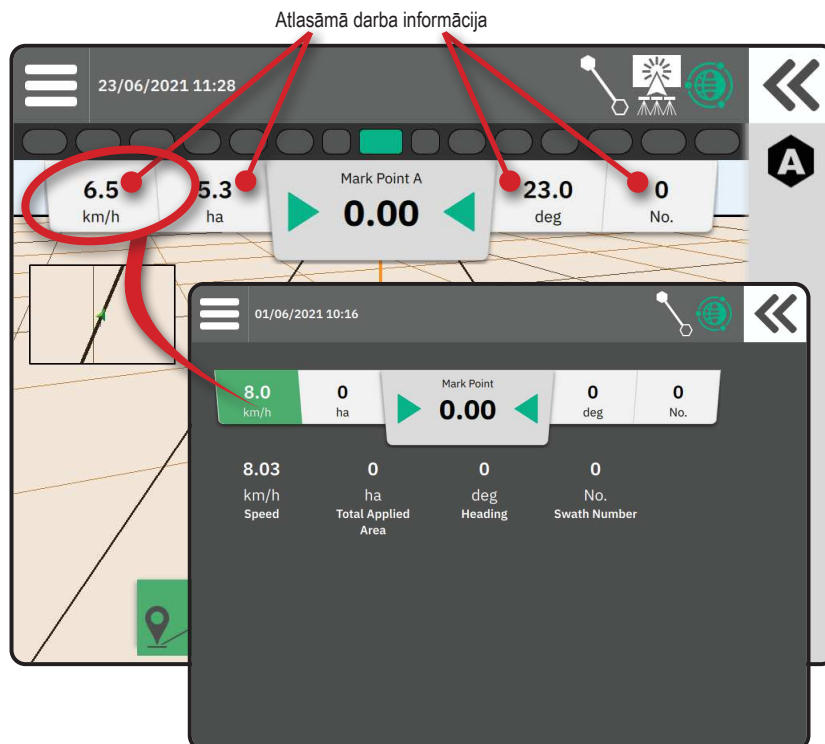 Atlasāmā darba informācija
23/06/2021 11:28
A
6.5
km/h
5.3
ha
Mark Point A
0.00
23.0
deg
0
No.
01/06/2021 10:16
8.0
km/h
0
ha
Mark Point
0.00
0
deg
0
No.
8.03
km/h
Speed
0
ha
Total Applied
Area
0
deg
Heading
0
No.
Swath Number